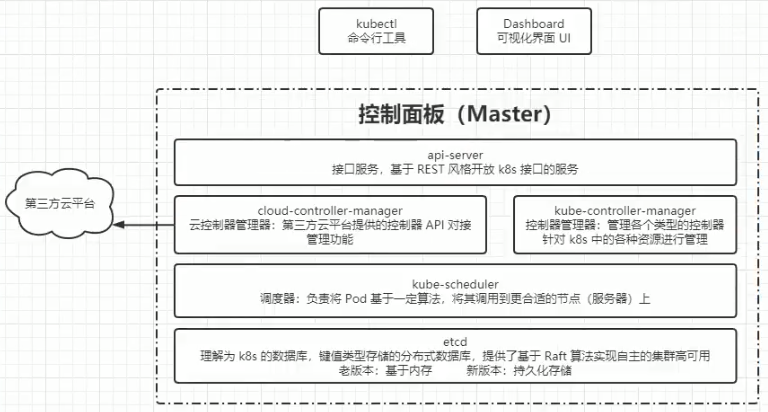 kubectl
命令行工具
Dashboard
可视化界面 UI
控制面板（Master）
api-server
接口服务，基于 REST 风格开放 k8s 接口的服务
第三方云平台
cloud-controller-manager
云控制器管理器：第三方云平台提供的控制器 API 对接
管理功能
kube-controller-manager
控制器管理器：管理各个类型的控制器
针对 k8s 中的各种资源进行管理
kube-scheduler
调度器：负责将 Pod 基于一定算法，将其调用到更合适的节点（服务器）上
etcd
理解为 k8s 的数据库，键值类型存储的分布式数据库，提供了基于 Raft 算法实现自主的集群高可用
老版本：基于内存 新版本：持久化存储